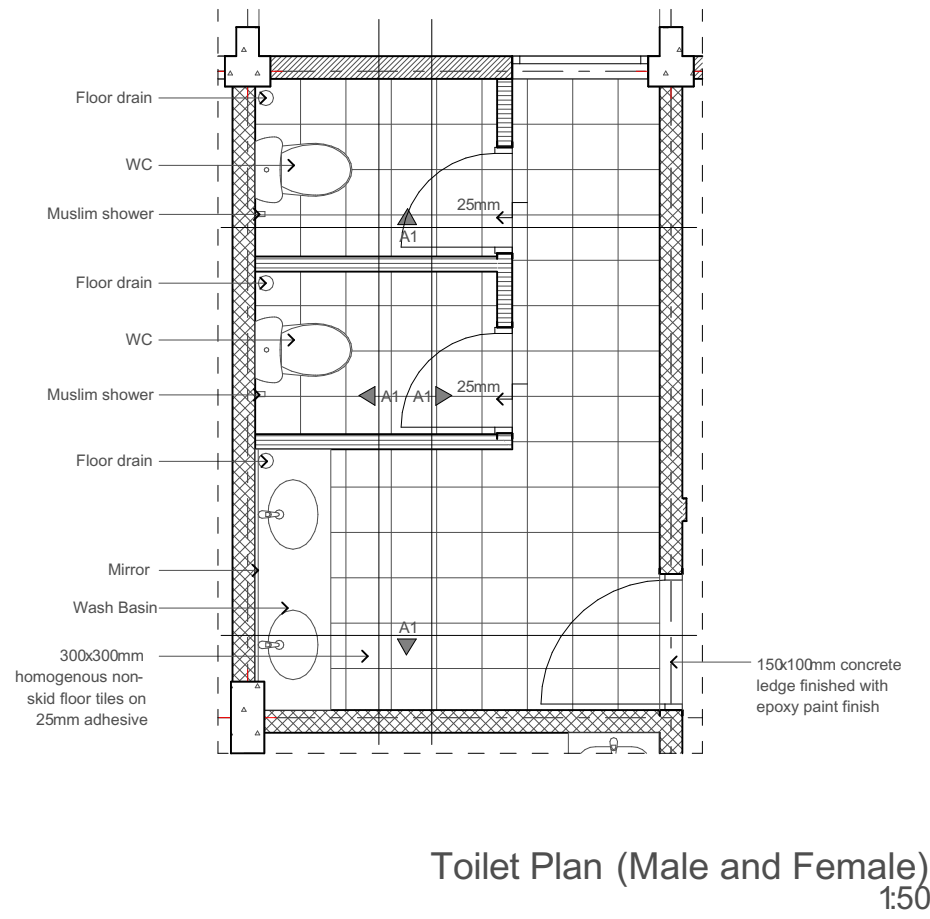 Floor drain
WC
Muslim shower
25mm
A1
Floor drain
WC
Muslim shower
A1 A1
25mm
Floor drain
Mirror
Wash Basin
A1
300x300mm
homogenous non-
skid floor tiles on
25mm adhesive
150x100mm concrete
ledge finished with
epoxy paint finish
Toilet Plan (Male and Female)
1:50